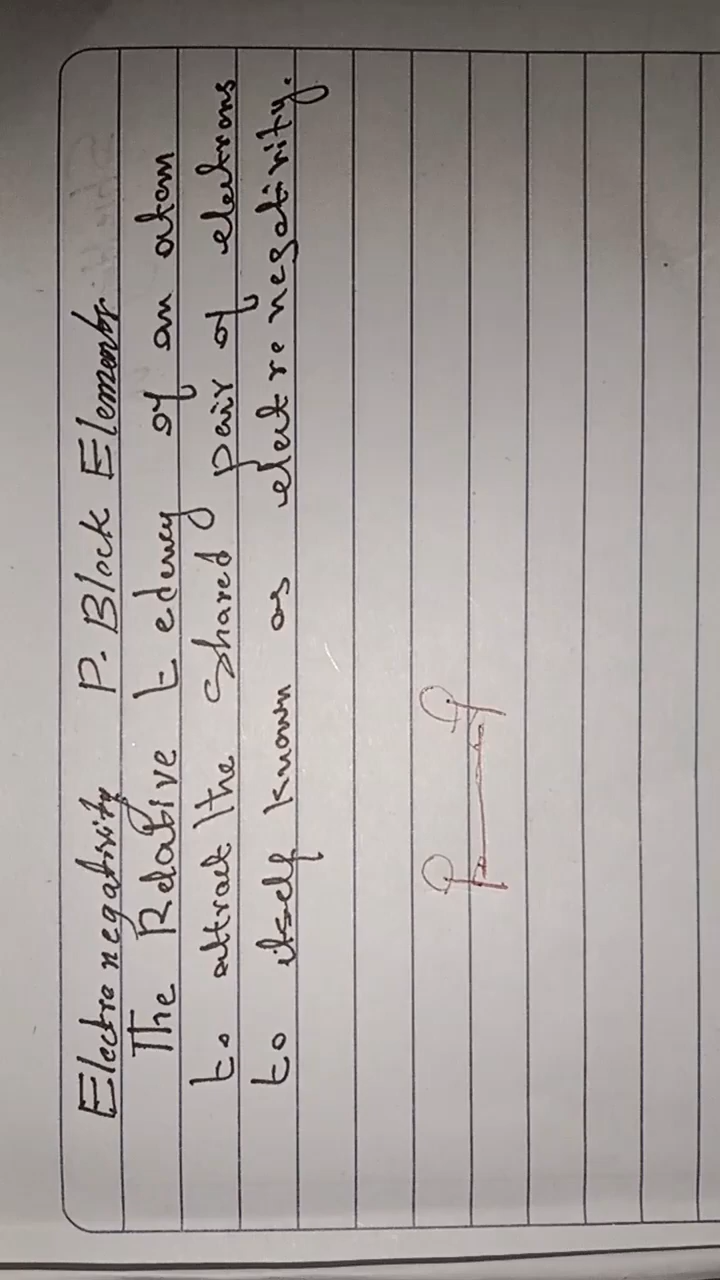 Electronegativity P. Block Elements
The Relative tedency of an atom
to attract the Shared pair of electrons
to itself known as electronegativity.